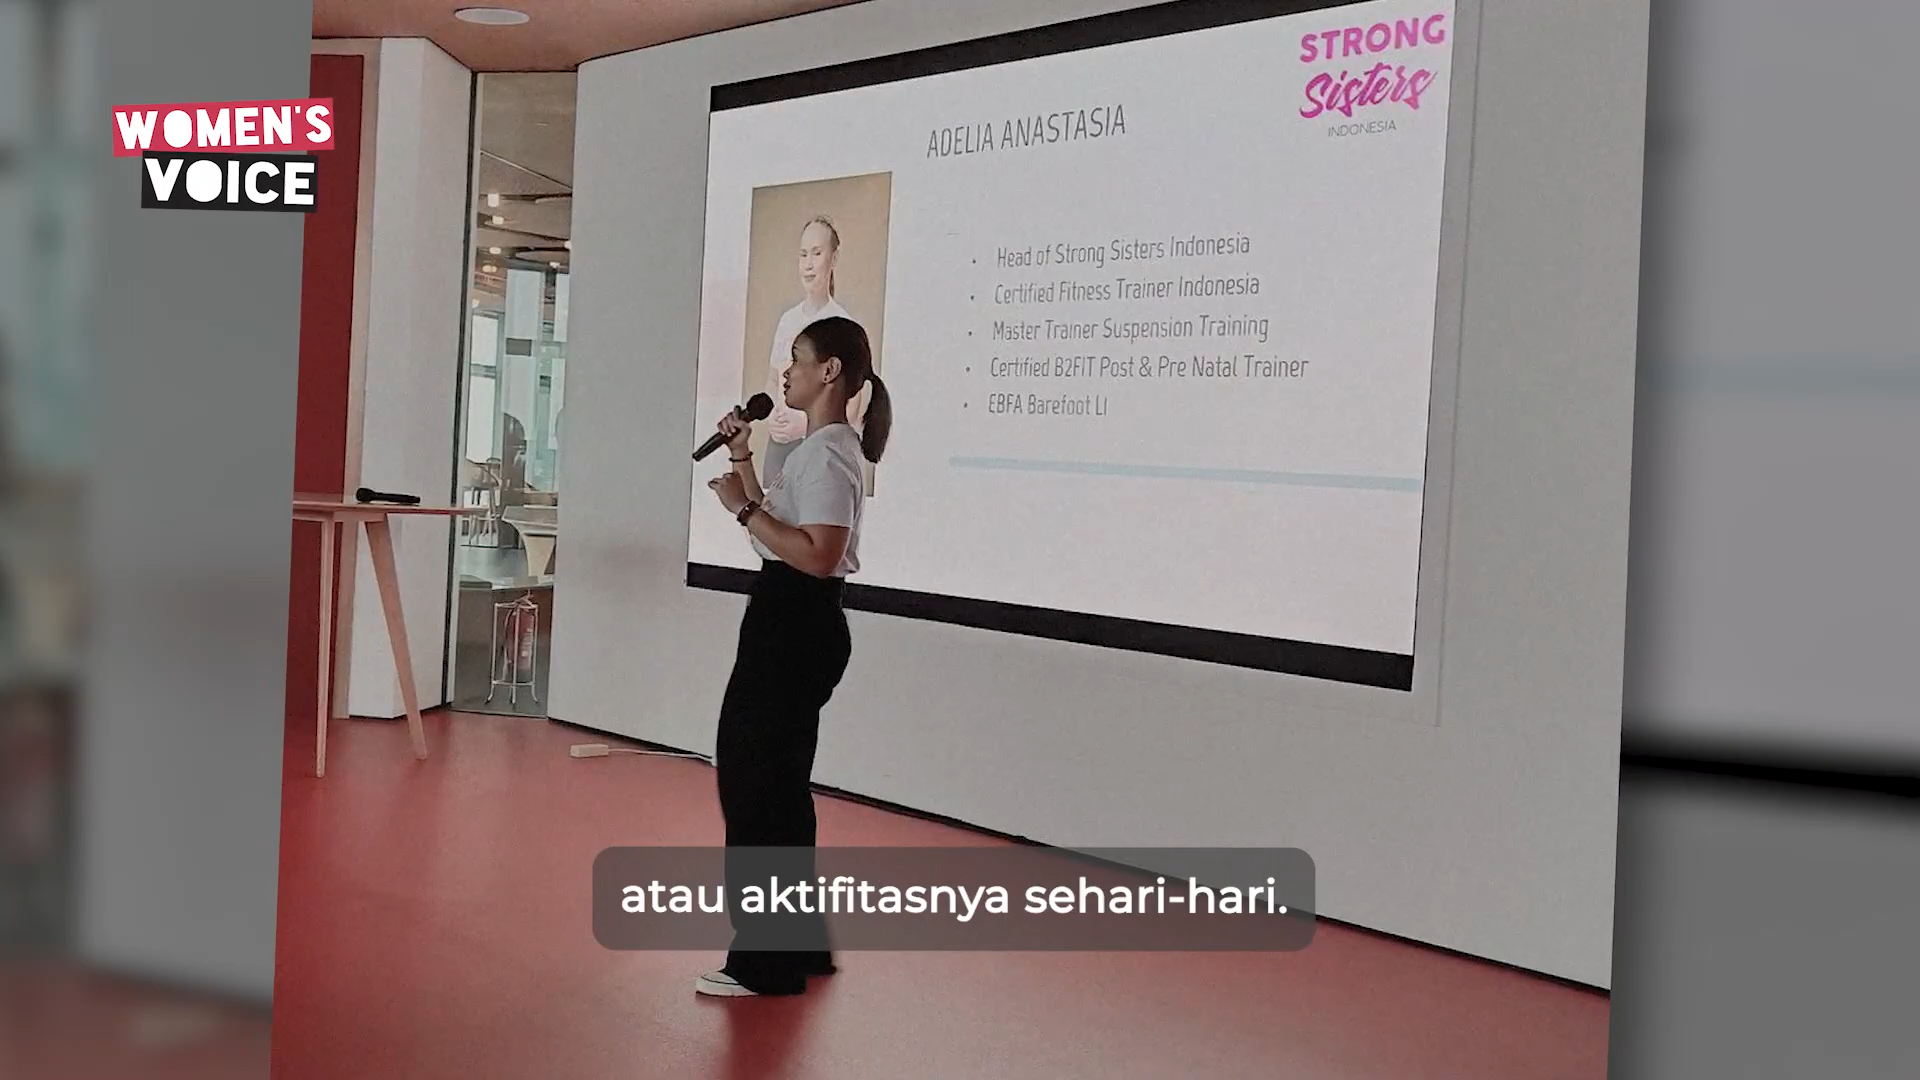 WOMEN'S
VOICE
STRONG
Sisters
INDONESIA
ADELIA ANASTASIA
• Head of Strong Sisters Indonesia
• Certified Fitness Trainer Indonesia
• Master Trainer Suspension Training
• Certified B2FIT Post & Pre Natal Trainer
• EBFA Barefoot L1
atau aktifitasnya sehari-hari.